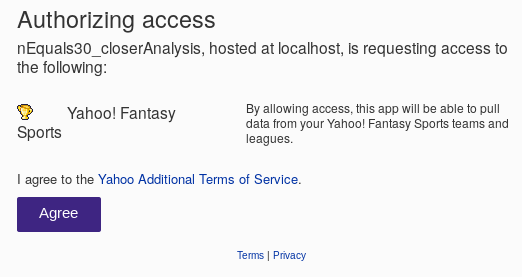 Authorizing access
nEquals30_closerAnalysis, hosted at localhost, is requesting access to
the following:
Yahoo! Fantasy
Sports
By allowing access, this app will be able to pull
data from your Yahoo! Fantasy Sports teams and
leagues.
I agree to the Yahoo Additional Terms of Service.
Agree
Terms | Privacy